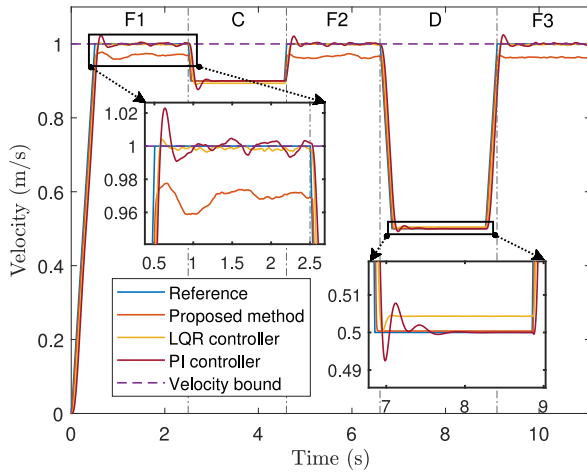 F1 C F2 D F3
1
0.8
0.6
0.4
0.2
0
Velocity (m/s)
0 2 4 6 8 10
Time (s)
1.02
1
0.98
0.96
0.5 1 1.5 2 2.5
Reference
Proposed method
LQR controller
PI controller
Velocity bound
0.51
0.5
0.49
7 8 9